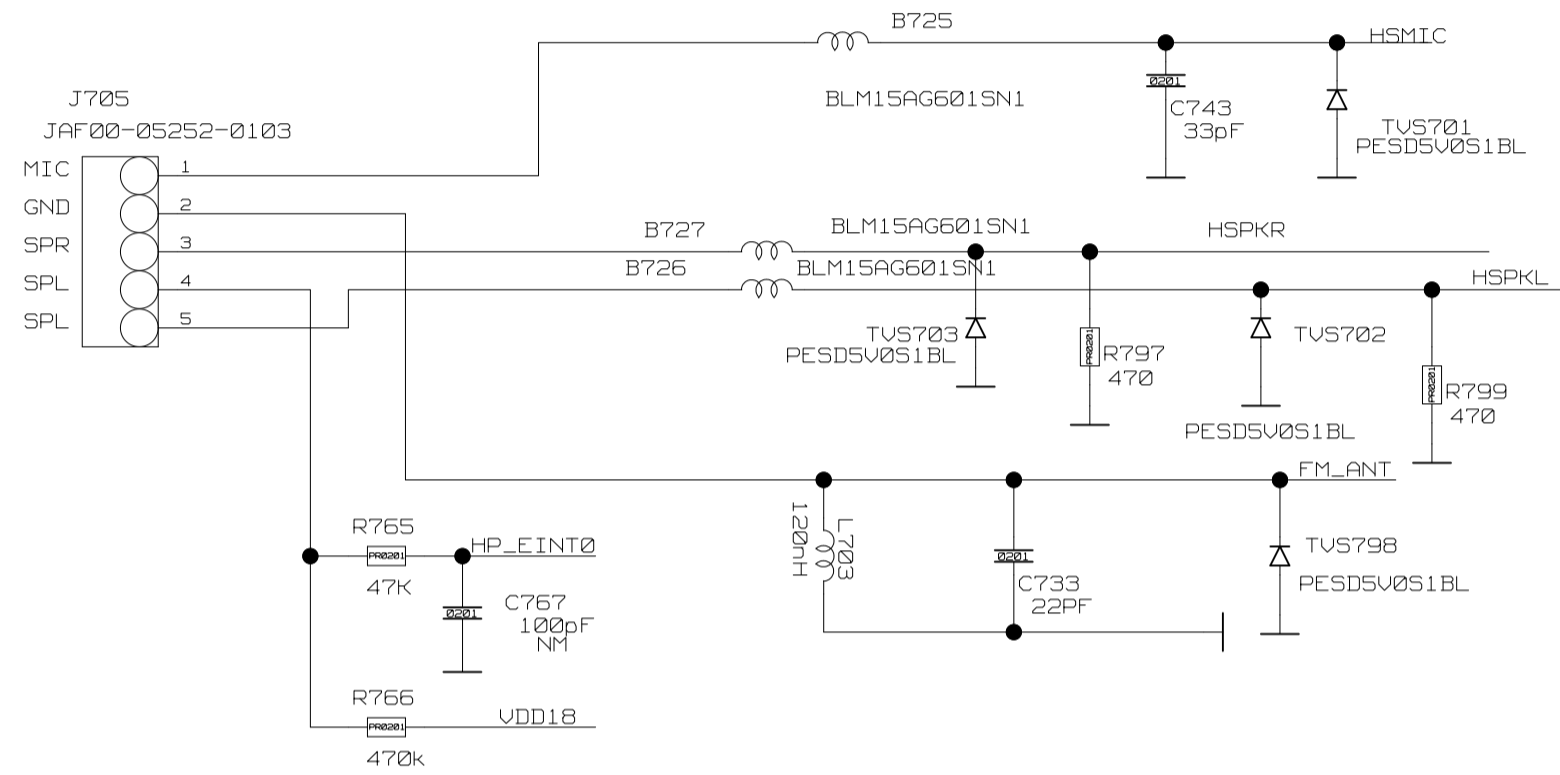 B725
HSMIC
J705
BLM15AG601SN1
0201
C743
33pF
TVS701
PESD5V0S1BL
JAF00-05252-0103
MIC
1
GND
2
SPR
3
SPL
4
SPL
5
B727
BLM15AG601SN1
HSPKR
B726
BLM15AG601SN1
HSPKL
TVS703
PESD5V0S1BL
PR0201
R797
470
TVS702
PESD5V0S1BL
PR0201
R799
470
FM_ANT
L703
120nH
0201
C733
22PF
TVS798
PESD5V0S1BL
R765
PR0201
47K
HP_EINT0
0201
C767
100pF
NM
R766
PR0201
470k
VDD18